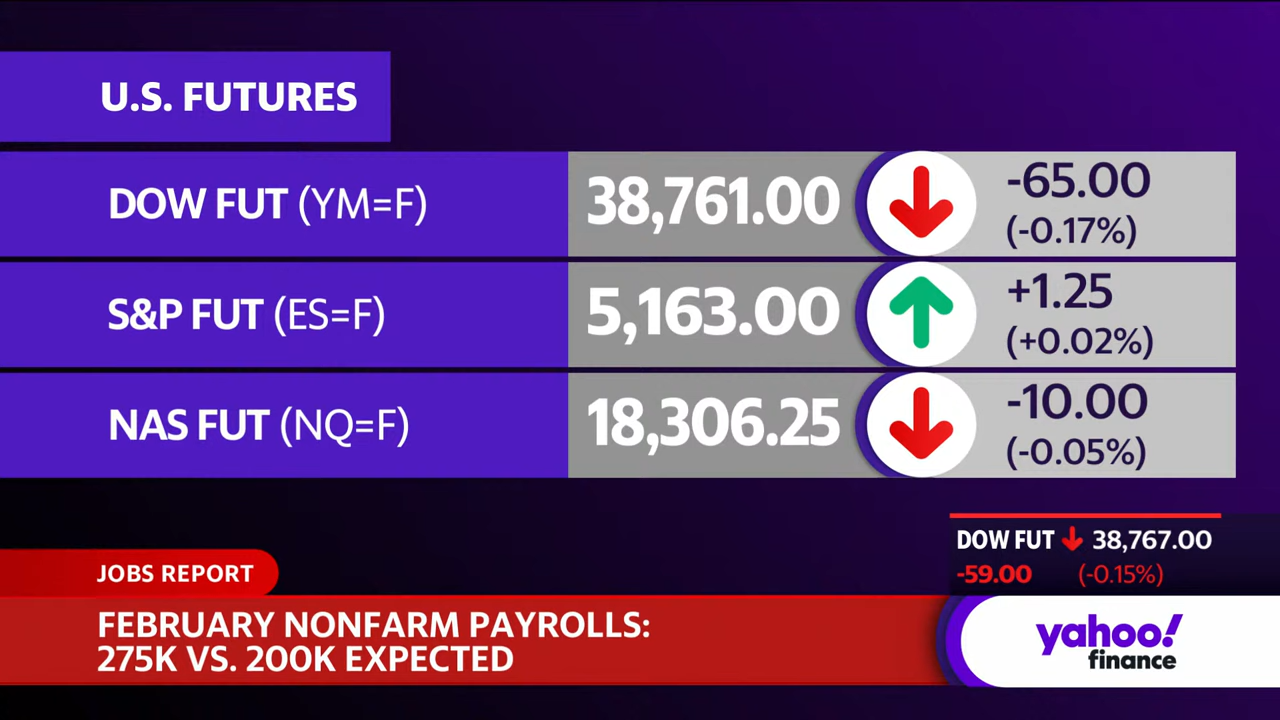 U.S. FUTURES
DOW FUT (YM=F) 38,761.00 -65.00
(-0.17%)
S&P FUT (ES=F) 5,163.00 +1.25
(+0.02%)
NAS FUT (NQ=F) 18,306.25 -10.00
(-0.05%)
DOW FUT 38,767.00
-59.00 (-0.15%)
JOBS REPORT
FEBRUARY NONFARM PAYROLLS:
275K VS. 200K EXPECTED
yahoo!
finance